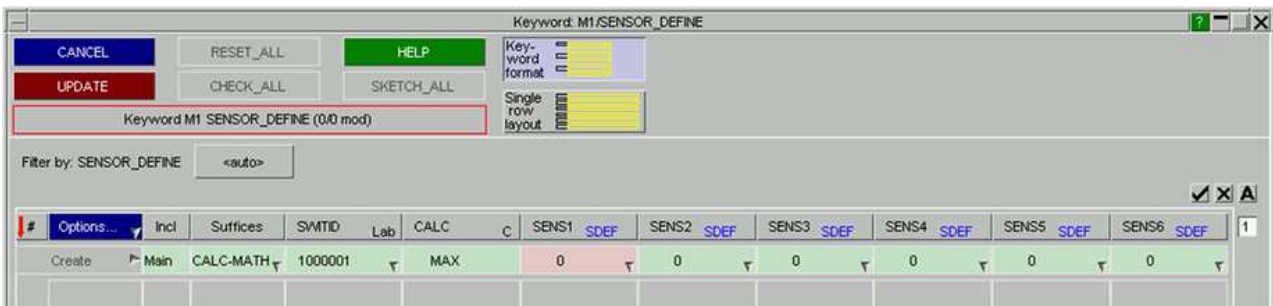 Keyword: M1/SENSOR_DEFINE ?
CANCEL RESET_ALL HELP
Key-
word
format
UPDATE CHECK_ALL SKETCH_ALL
Single
row
layout
Keyword M1 SENSOR_DEFINE (0/0 mod)
Filter by: SENSOR_DEFINE <auto>
A
# Options... Incl Suffices SWITID Lab CALC C SENS1 SDEF SENS2 SDEF SENS3 SDEF SENS4 SDEF SENS5 SDEF SENS6 SDEF 1
Create Main CALC-MATH 1000001 MAX 0 0 0 0 0 0